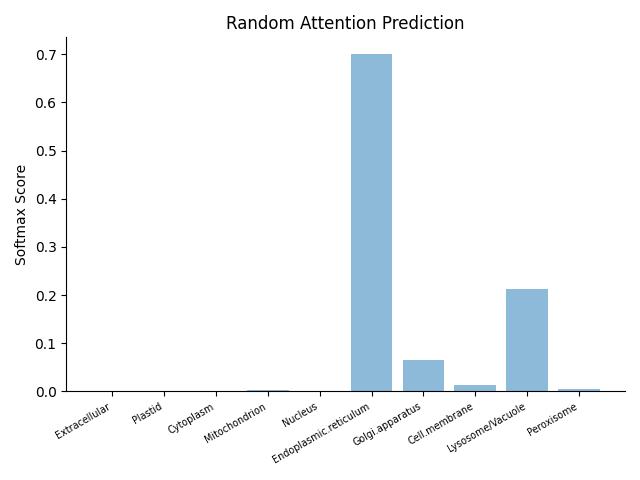 Random Attention Prediction
Softmax Score
0.7
0.6
0.5
0.4
0.3
0.2
0.1
0.0
Extracellular
Plastid
Cytoplasm
Mitochondrion
Nucleus
Endoplasmic.reticulum
Golgi.apparatus
Cell.membrane
Lysosome/Vacuole
Peroxisome